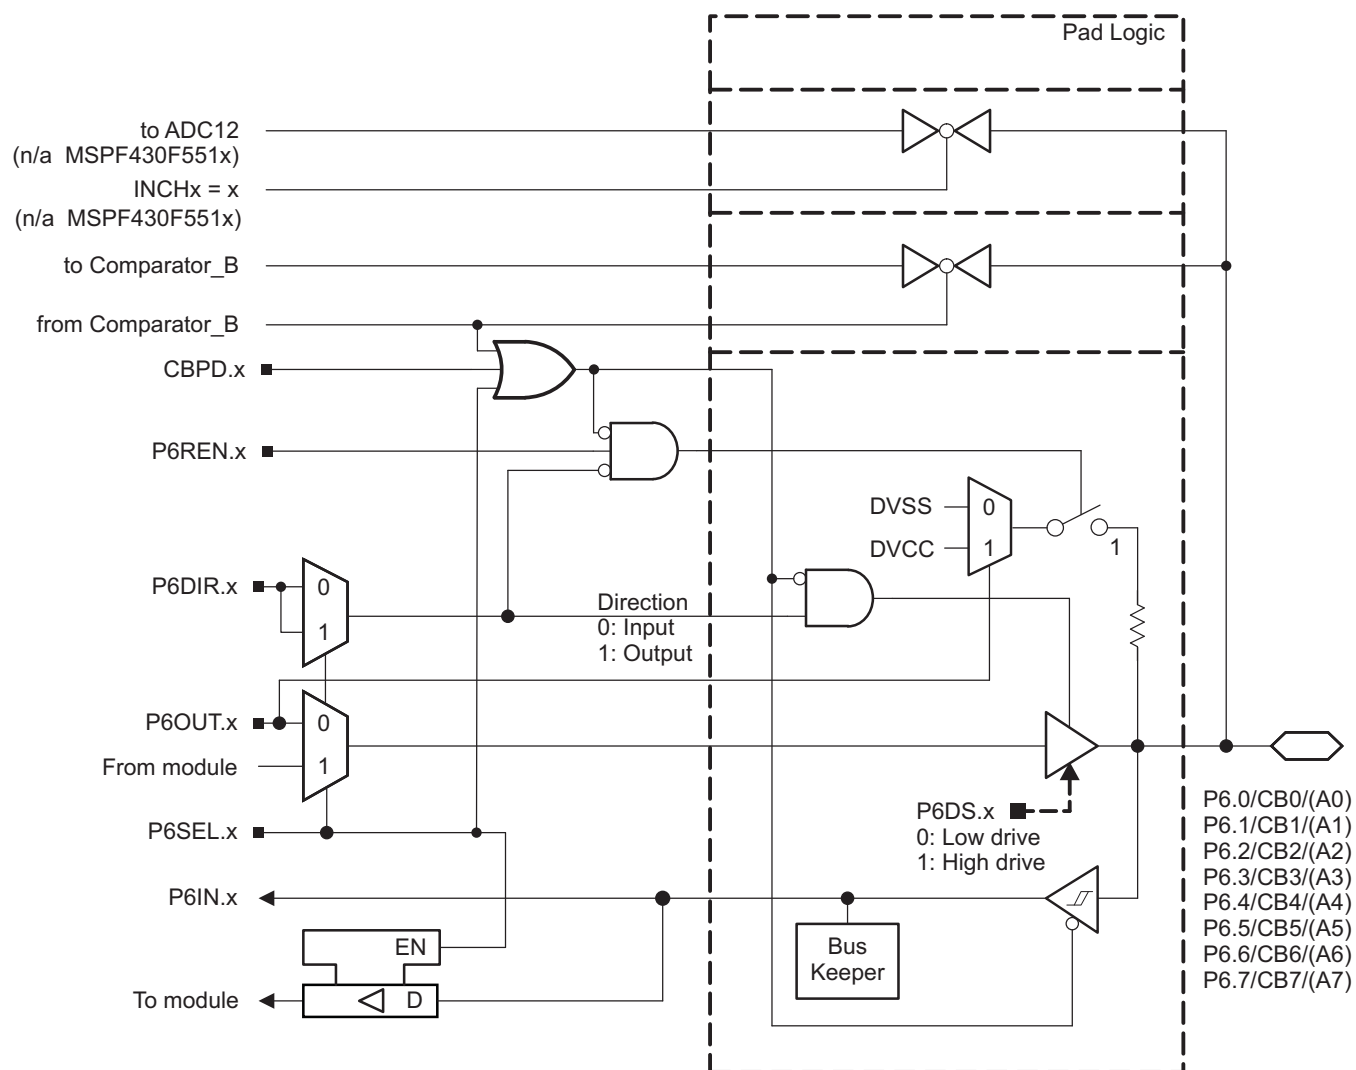 Pad Logic
to ADC12
(n/a MSPF430F551x)
INCHx = x
(n/a MSPF430F551x)
to Comparator_B
from Comparator_B
CBPD.x
P6REN.x
DVSS
0
DVCC
1
1
P6DIR.x
0
1
Direction
0: Input
1: Output
P6OUT.x
0
From module
1
P6DS.x
0: Low drive
1: High drive
P6SEL.x
P6IN.x
EN
Bus
Keeper
To module
D
P6.0/CB0/(A0)
P6.1/CB1/(A1)
P6.2/CB2/(A2)
P6.3/CB3/(A3)
P6.4/CB4/(A4)
P6.5/CB5/(A5)
P6.6/CB6/(A6)
P6.7/CB7/(A7)